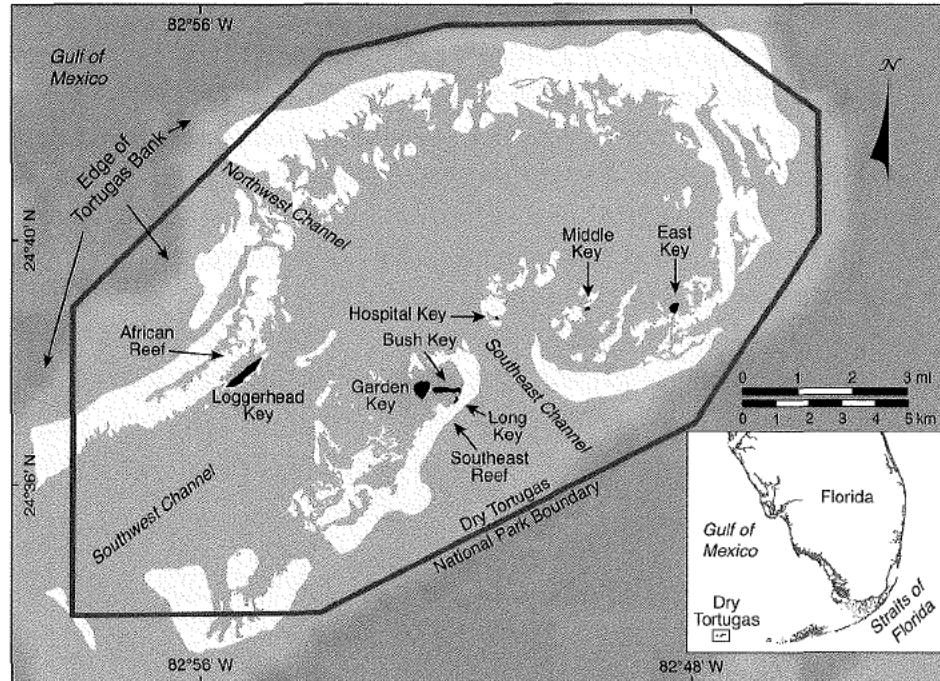 82°56' W
82°48' N
Gulf of
Mexico
N
Edge of
Tortugas Bank
Northwest Channel
24°40' N
Middle
Key
East
Key
Hospital Key
Bush Key
African
Reef
Southeast Channel
Loggerhead
Key
Garden
Key
Long
Key
Southeast
Reef
0 1 2 3 mi
0 1 2 3 4 5 km
24°36' N
Southwest Channel
Dry Tortugas
National Park Boundary
Florida
Gulf of
Mexico
Dry
Tortugas
Straits of
Florida
82°56' W
82°48' W